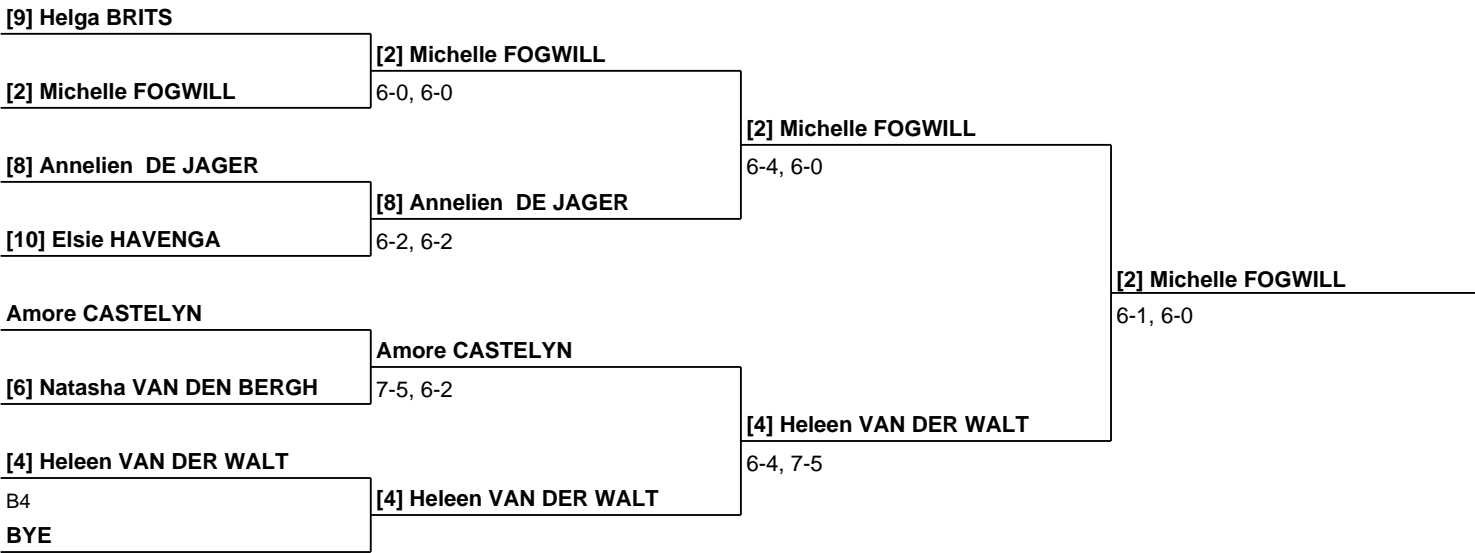 [9] Helga BRITS
[2] Michelle FOGWILL
[2] Michelle FOGWILL
6-0, 6-0
[2] Michelle FOGWILL
[8] Annelien  DE JAGER
6-4, 6-0
[8] Annelien  DE JAGER
[10] Elsie HAVENGA
6-2, 6-2
[2] Michelle FOGWILL
Amore CASTELYN
6-1, 6-0
Amore CASTELYN
[6] Natasha VAN DEN BERGH
7-5, 6-2
[4] Heleen VAN DER WALT
[4] Heleen VAN DER WALT
6-4, 7-5
B4
[4] Heleen VAN DER WALT
BYE